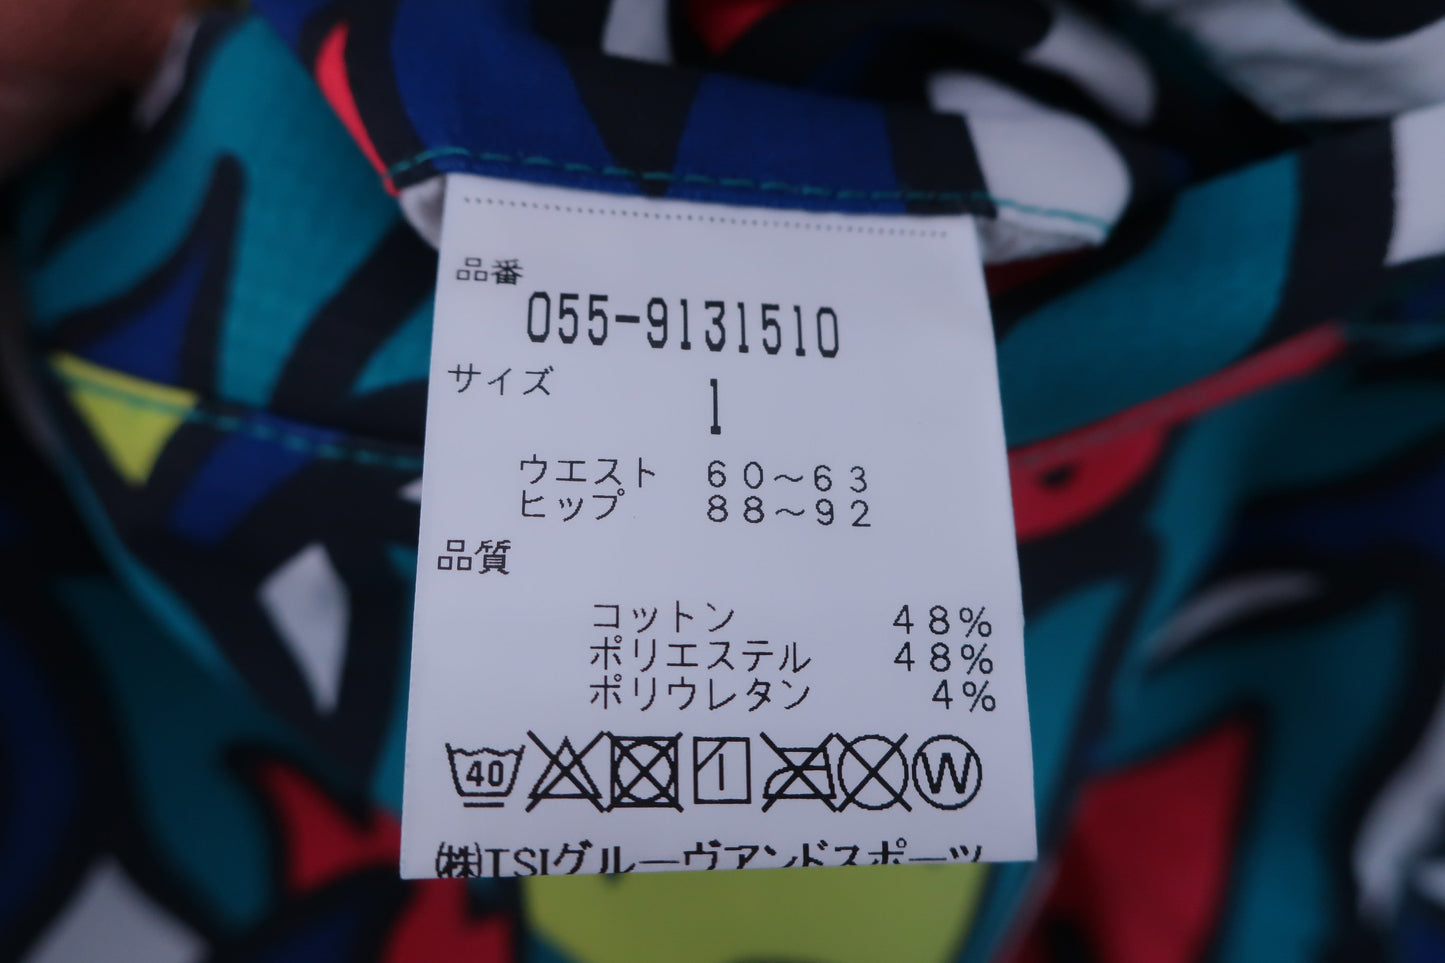 品番
055-9131510
サイズ
1
ウエスト 60～63
ヒップ 88～92
品質
コットン 48%
ポリエステル 48%
ポリウレタン 4%
40 W
㈱TSIグルーヴアンドスポーツ